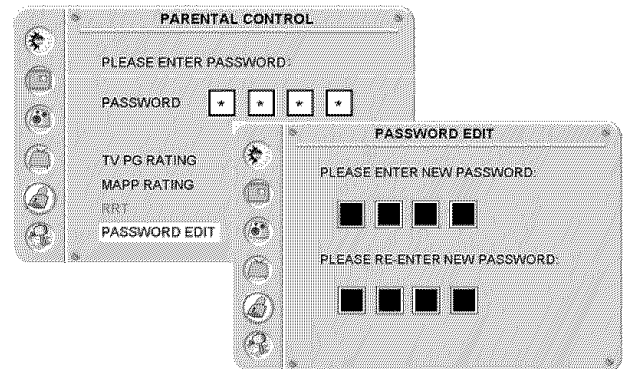 PARENTAL CONTROL
PLEASE ENTER PASSWORD:
PASSWORD * * * *
TV PG RATING
MAPP RATING
RRT
PASSWORD EDIT
PASSWORD EDIT
PLEASE ENTER NEW PASSWORD:
PLEASE RE-ENTER NEW PASSWORD: